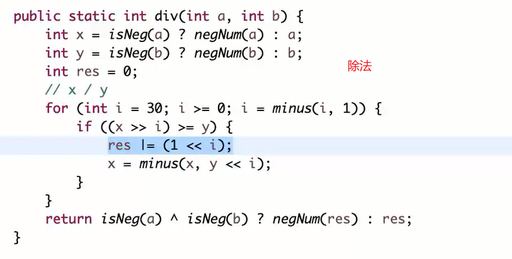 public static int div(int a, int b) {
    int x = isNeg(a) ? negNum(a) : a;
    int y = isNeg(b) ? negNum(b) : b;
    int res = 0;
除法
    // x / y
    for (int i = 30; i >= 0; i = minus(i, 1)) {
        if ((x >> i) >= y) {
            res |= (1 << i);
            x = minus(x, y << i);
        }
    }
    return isNeg(a) ^ isNeg(b) ? negNum(res) : res;
}